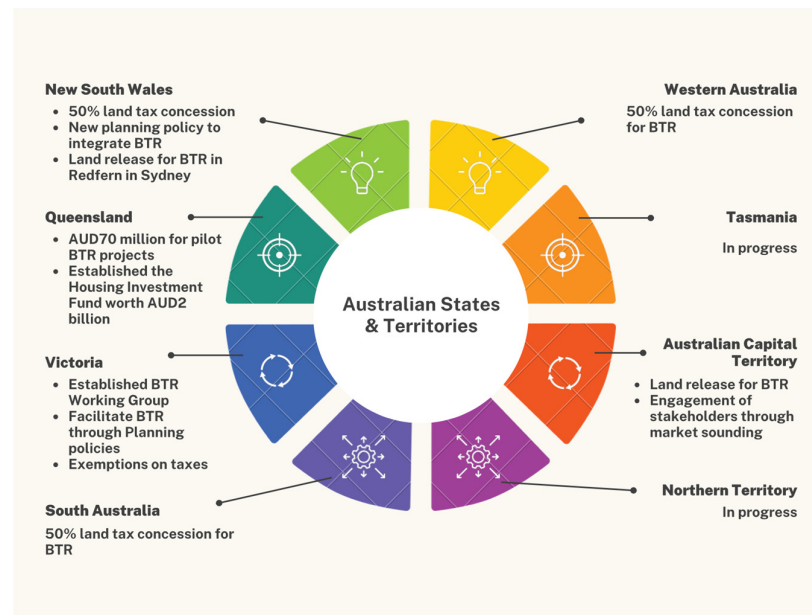 New South Wales
• 50% land tax concession
• New planning policy to
integrate BTR
• Land release for BTR in
Redfern in Sydney
Queensland
• AUD70 million for pilot
BTR projects
• Established the
Housing Investment
Fund worth AUD2
billion
Victoria
• Established BTR
Working Group
• Facilitate BTR
through Planning
policies
• Exemptions on taxes
South Australia
50% land tax concession for
BTR
Australian States
& Territories
Western Australia
50% land tax concession
for BTR
Tasmania
In progress
Australian Capital
Territory
• Land release for BTR
• Engagement of
stakeholders through
market sounding
Northern Territory
In progress